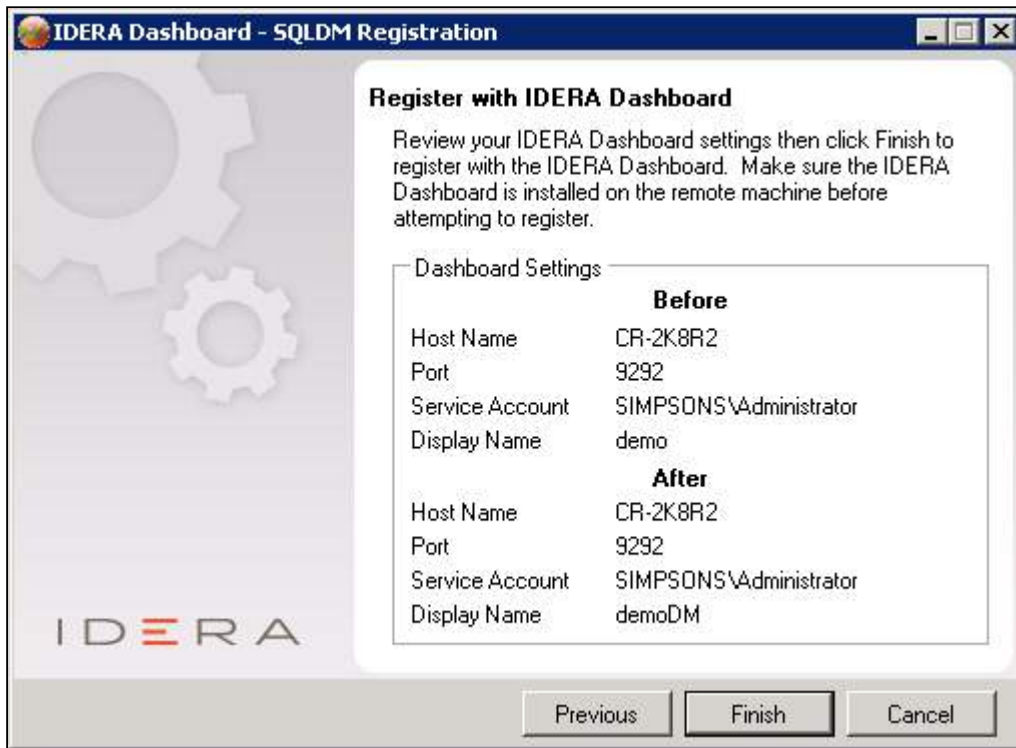 IDERA Dashboard - SQLDM Registration
Register with IDERA Dashboard
Review your IDERA Dashboard settings then click Finish to
register with the IDERA Dashboard. Make sure the IDERA
Dashboard is installed on the remote machine before
attempting to register.
Dashboard Settings
Before
Host Name CR-2K8R2
Port 9292
Service Account SIMPSONS\Administrator
Display Name demo
After
Host Name CR-2K8R2
Port 9292
Service Account SIMPSONS\Administrator
Display Name demoDM
IDERA
Previous Finish Cancel